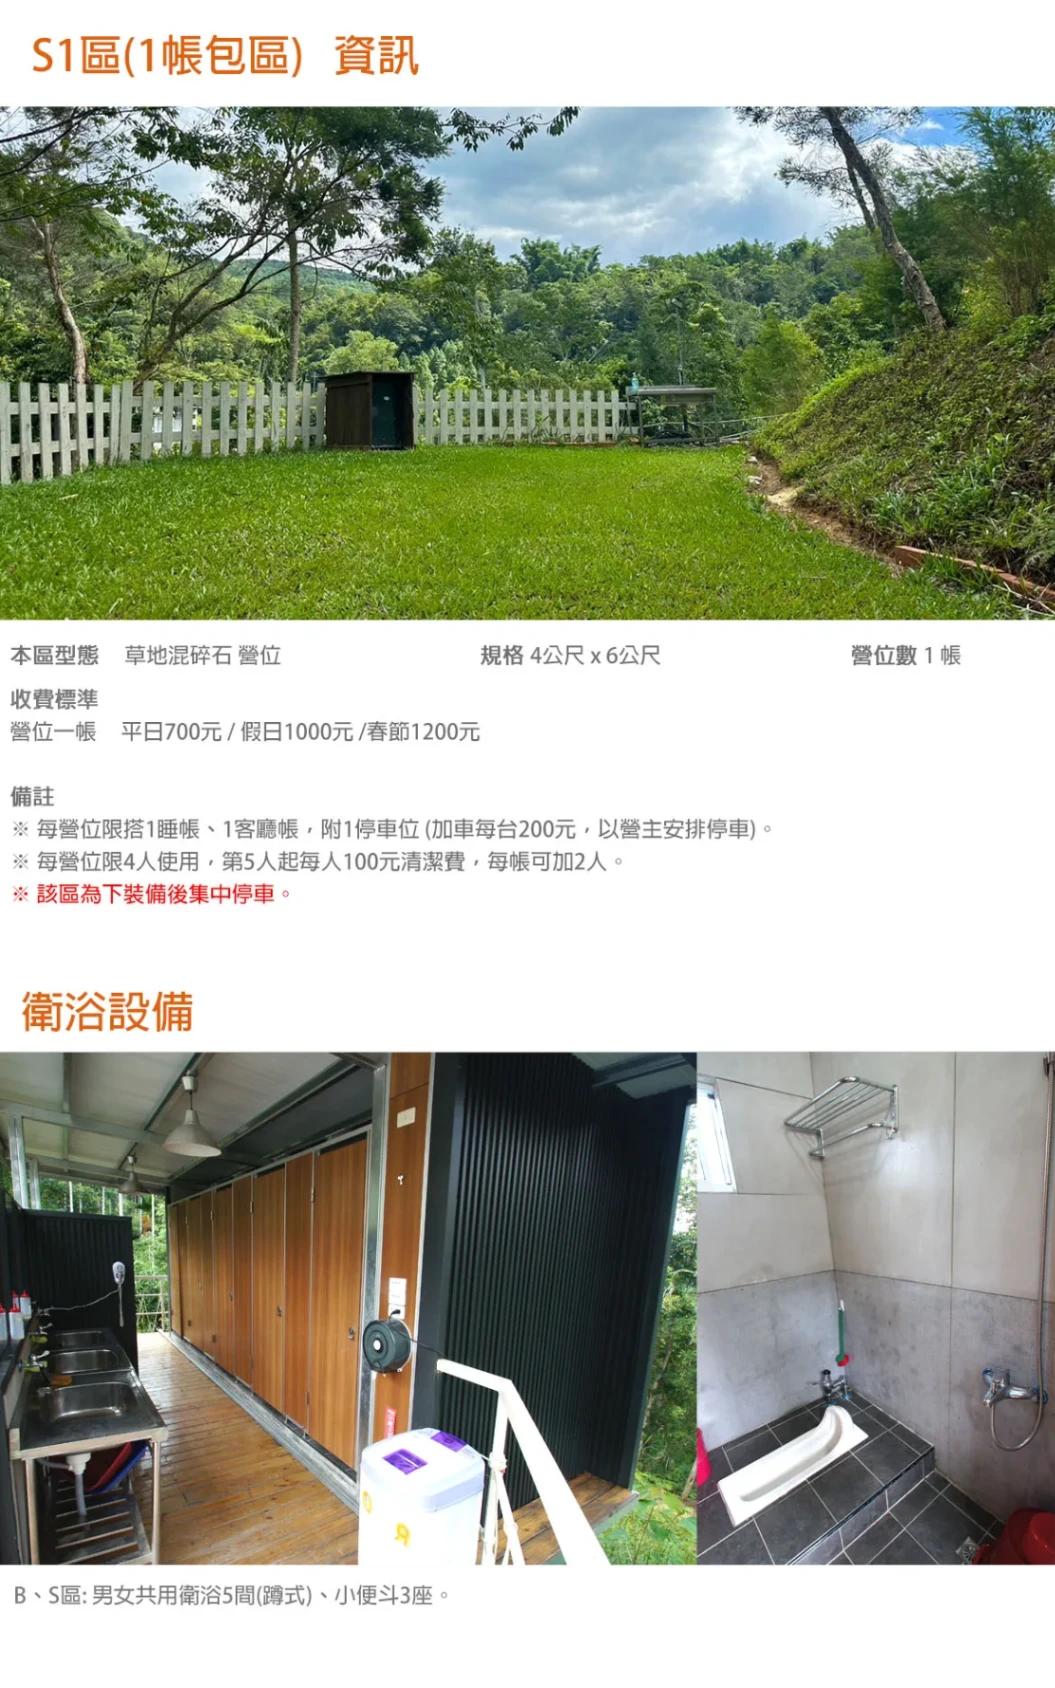 S1區(1帳包區) 資訊
本區型態 草地混碎石 營位 規格 4公尺 x 6公尺 營位數 1 帳
收費標準
營位一帳 平日700元 / 假日1000元 /春節1200元
備註
※ 每營位限搭1睡帳、1客廳帳，附1停車位 (加車每台200元，以營主安排停車)。
※ 每營位限4人使用，第5人起每人100元清潔費，每帳可加2人。
※ 該區為下裝備後集中停車。
衛浴設備
B、S區: 男女共用衛浴5間(蹲式)、小便斗3座。